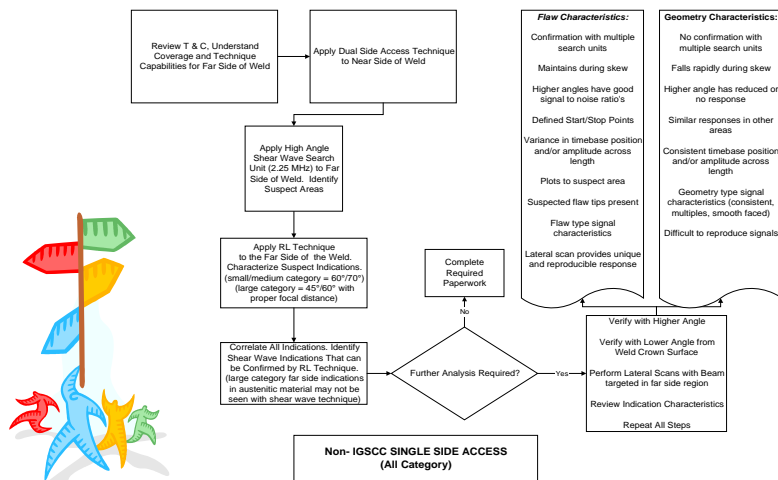 Review T & C, Understand
Coverage and Technique
Capabilities for Far Side of Weld
Apply Dual Side Access Technique
to Near Side of Weld
Apply High Angle
Shear Wave Search
Unit (2.25 MHz) to Far
Side of Weld. Identify
Suspect Areas
Apply RL Technique
to the Far Side of the Weld.
Characterize Suspect Indications.
(small/medium category = 60°/70°)
(large category = 45°/60° with
proper focal distance)
Correlate All Indications. Identify
Shear Wave Indications That can
be Confirmed by RL Technique.
(large category far side indications
in austenitic material may not be
seen with shear wave technique)
Further Analysis Required?
No
Complete
Required
Paperwork
Yes
Verify with Higher Angle
Verify with Lower Angle from
Weld Crown Surface
Perform Lateral Scans with Beam
targeted in far side region
Review Indication Characteristics
Repeat All Steps
Flaw Characteristics:
Confirmation with multiple
search units
Maintains during skew
Higher angles have good
signal to noise ratio's
Defined Start/Stop Points
Variance in timebase position
and/or amplitude across
length
Plots to suspect area
Suspected flaw tips present
Flaw type signal
characteristics
Lateral scan provides unique
and reproducible response
Geometry Characteristics:
No confirmation with
multiple search units
Falls rapidly during skew
Higher angle has reduced or
no response
Similar responses in other
areas
Consistent timebase position
and/or amplitude across
length
Geometry type signal
characteristics (consistent,
multiples, smooth faced)
Difficult to reproduce signals
Non- IGSCC SINGLE SIDE ACCESS
(All Category)